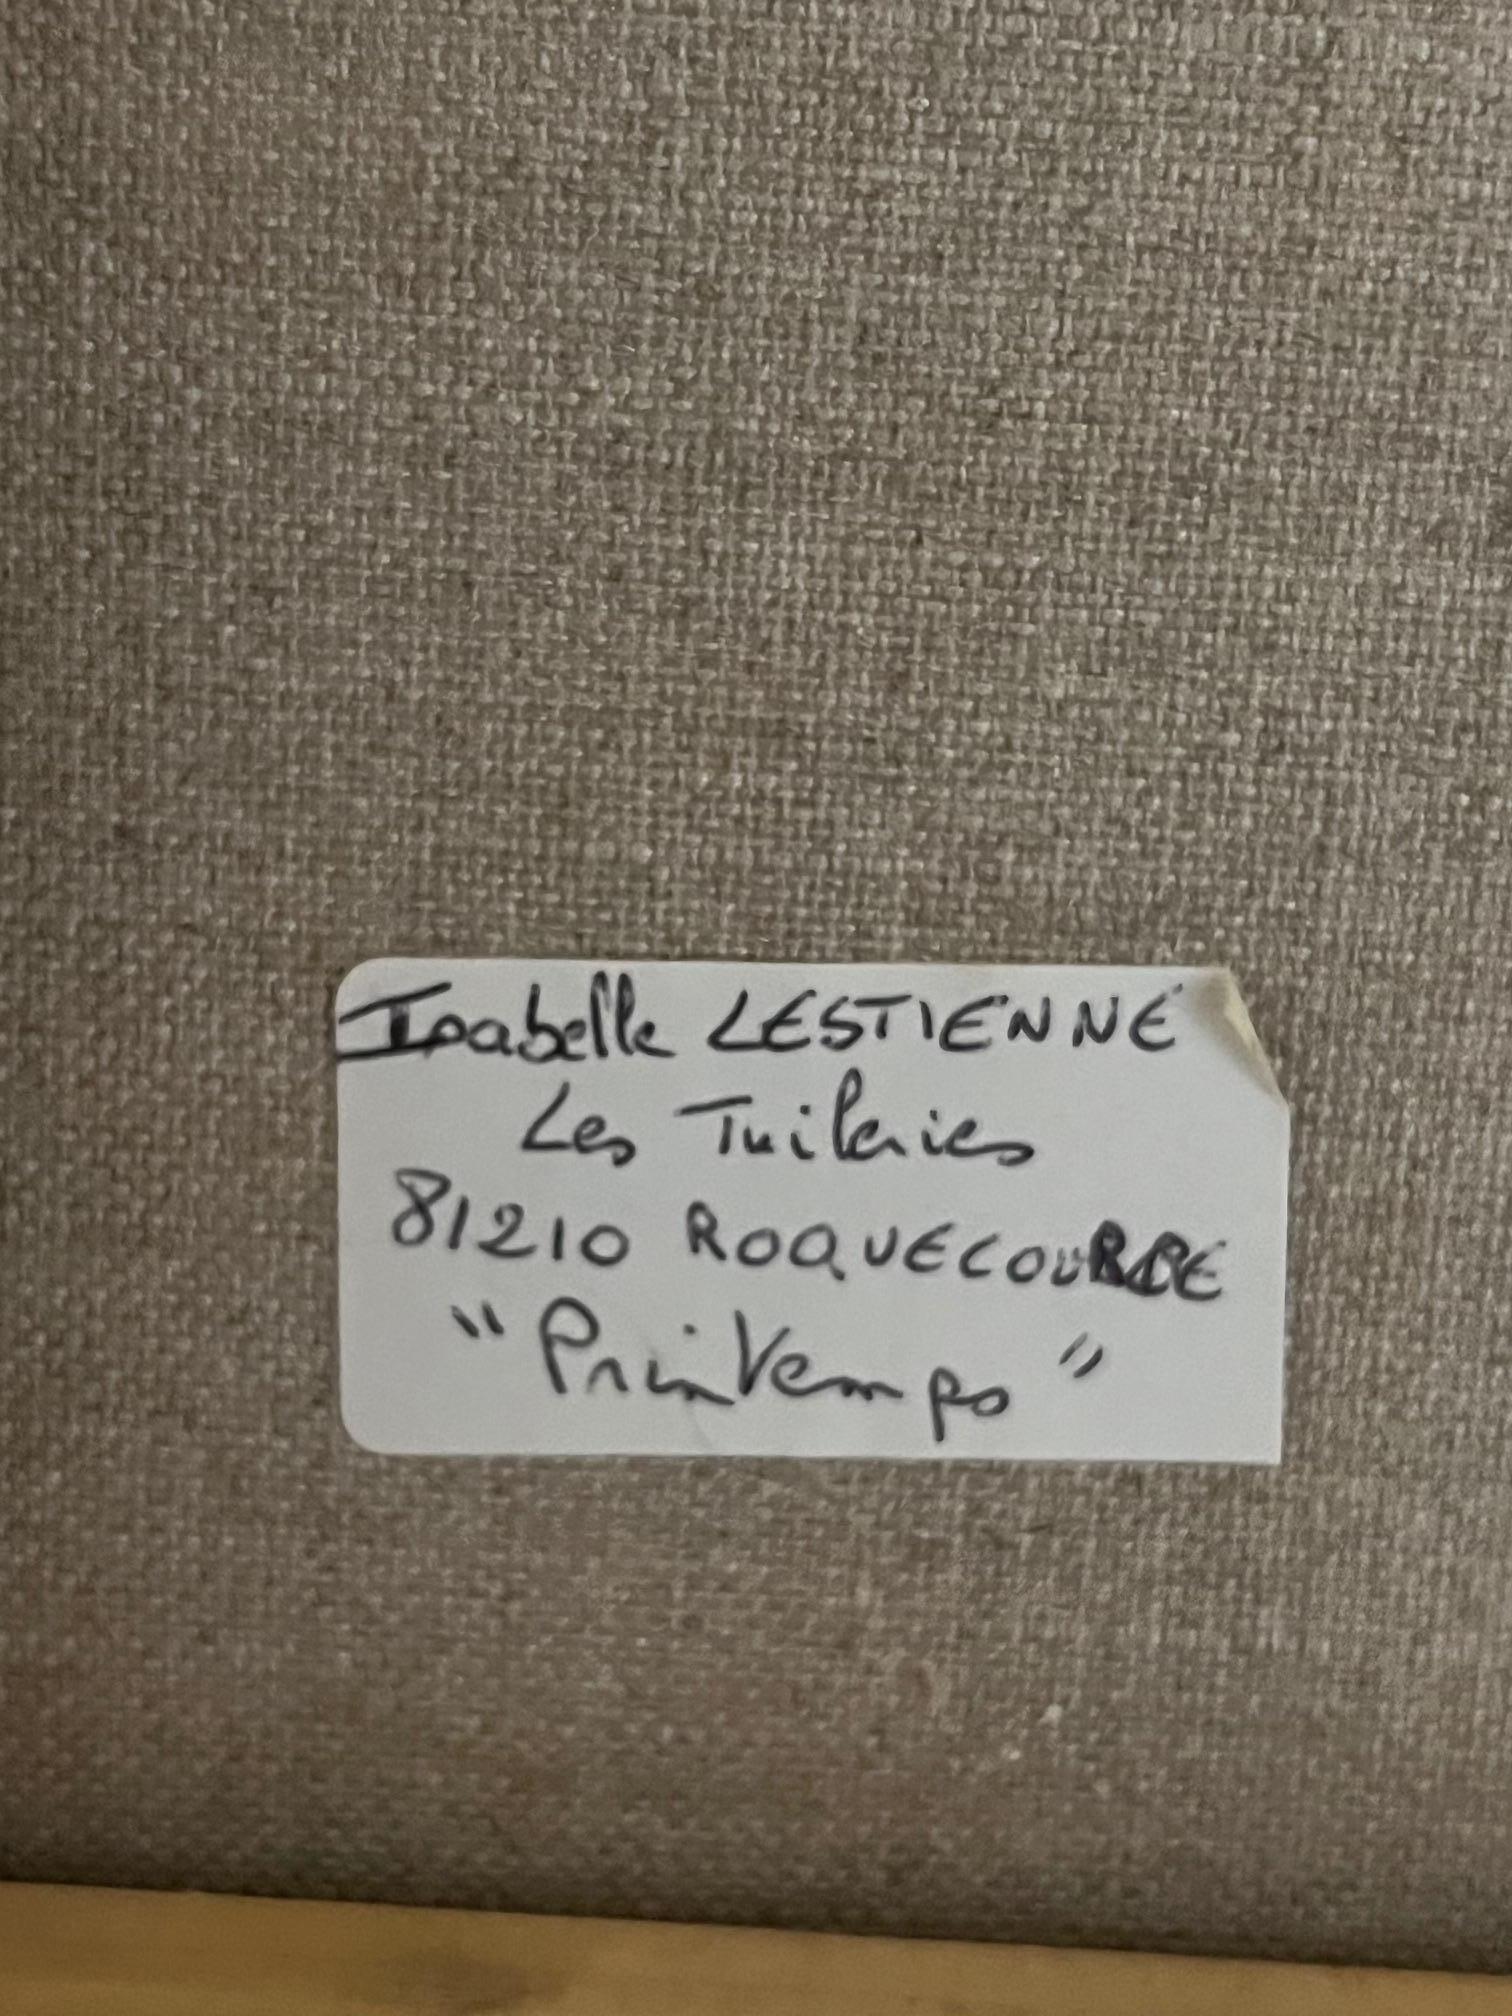 Isabelle LESTIENNE
Les Tuileries
81210 ROQUECOURBE
"Printemps"